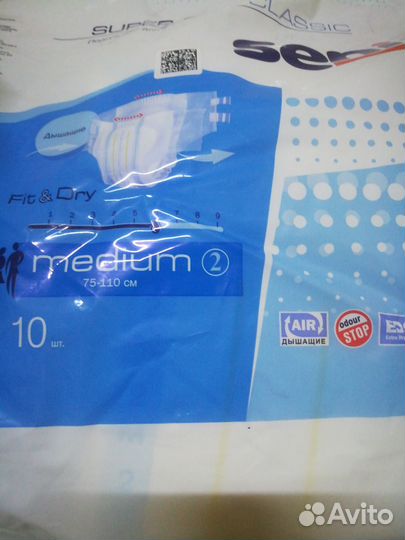 SUPER
CLASSIC
Дышащие
Fit & Dry
1 2 3 4 5 6 7 8 9
medium 2
75-110 см
10 шт.
AIR
ДЫШАЩИЕ
odour
STOP
Avito